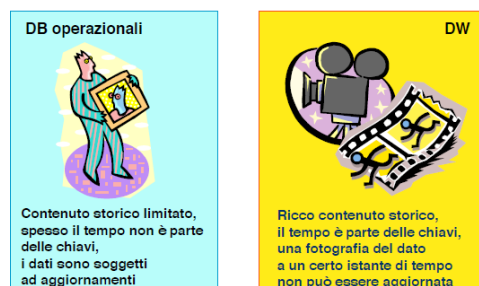 DB operazionali
Contenuto storico limitato,
spesso il tempo non è parte
delle chiavi,
i dati sono soggetti
ad aggiornamenti
DW
Ricco contenuto storico,
il tempo è parte delle chiavi,
una fotografia del dato
a un certo istante di tempo
non può essere aggiornata